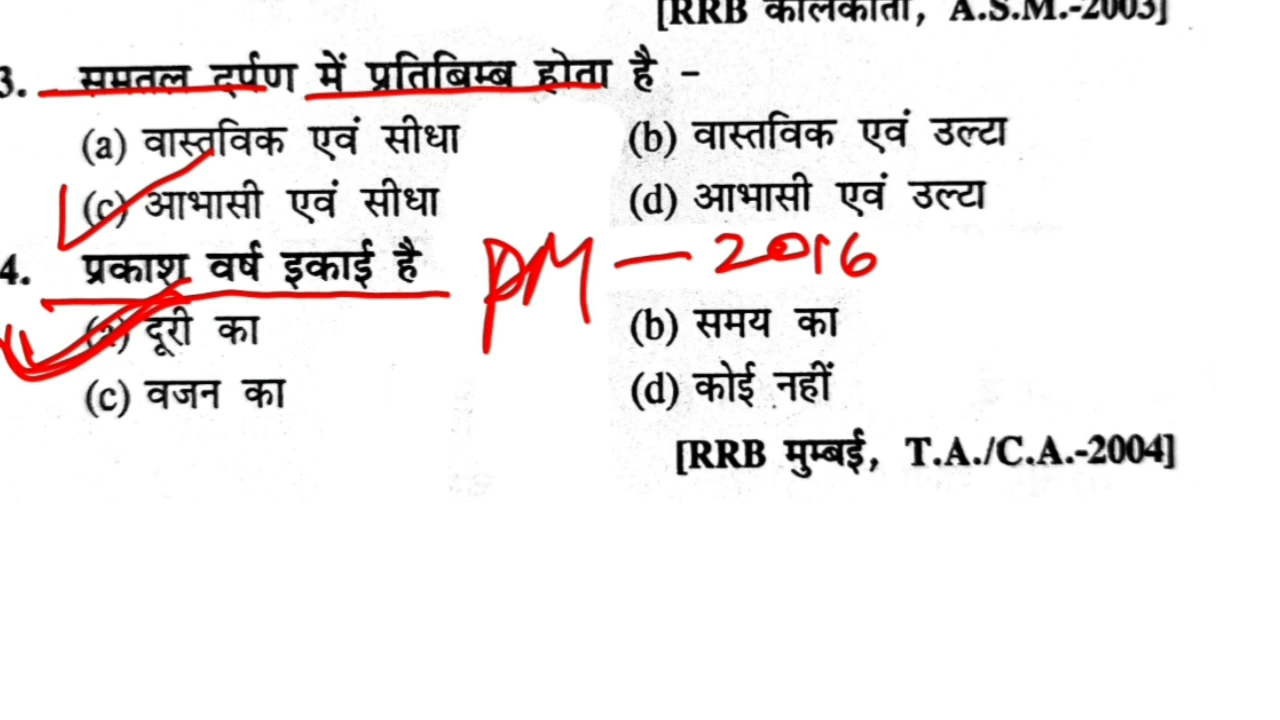 [RRB कोलकाता, A.S.M.-2003]
3. समतल दर्पण में प्रतिबिम्ब होता है -
(a) वास्तविक एवं सीधा (b) वास्तविक एवं उल्टा
(c) आभासी एवं सीधा (d) आभासी एवं उल्टा
4. प्रकाश वर्ष इकाई है PM - 2016
(a) दूरी का (b) समय का
(c) वजन का (d) कोई नहीं
[RRB मुम्बई, T.A./C.A.-2004]